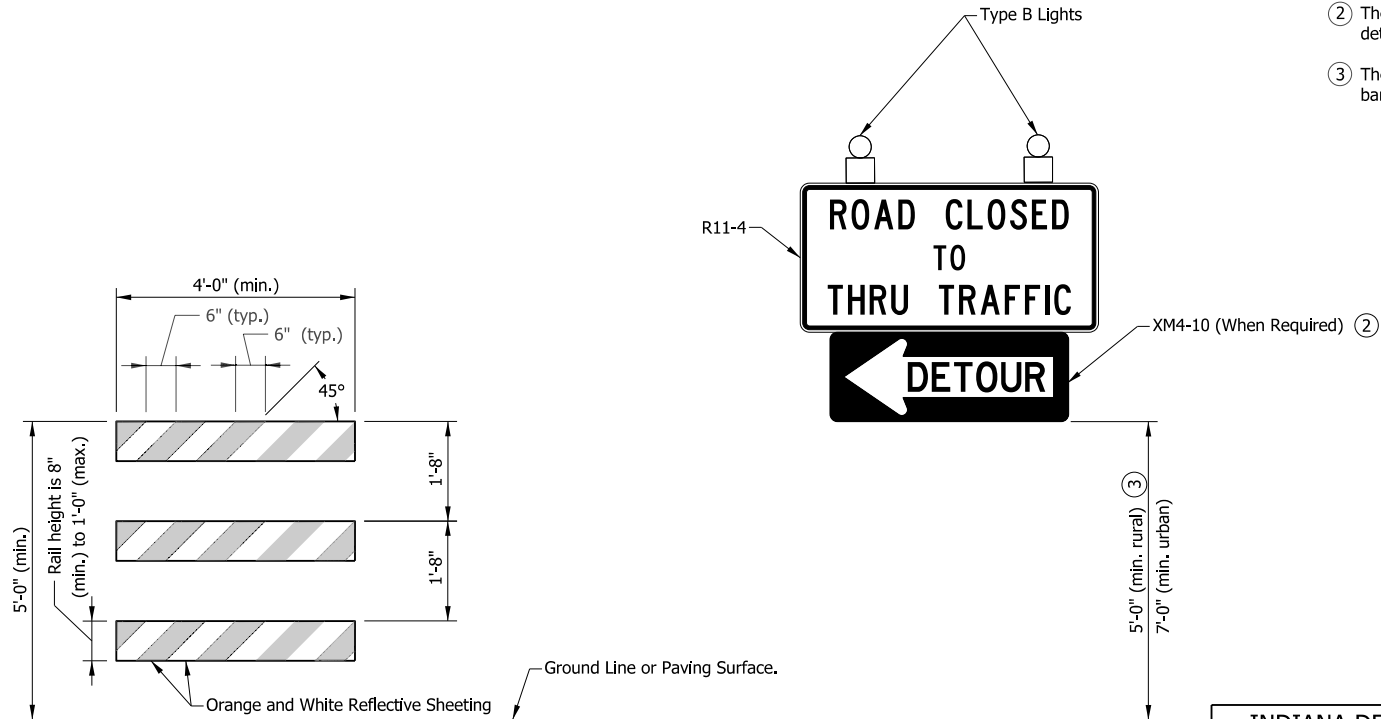 Type B Lights
② The
det
③ The
bar
R11-4
ROAD CLOSED
TO
THRU TRAFFIC
XM4-10 (When Required) ②
DETOUR
4'-0" (min.)
6" (typ.)
6" (typ.)
45°
5'-0" (min.)
Rail height is 8"
(min.) to 1'-0" (max.)
1'-8"
1'-8"
5'-0" (min. rural) ③
7'-0" (min. urban)
Ground Line or Paving Surface.
Orange and White Reflective Sheeting
INDIANA DE